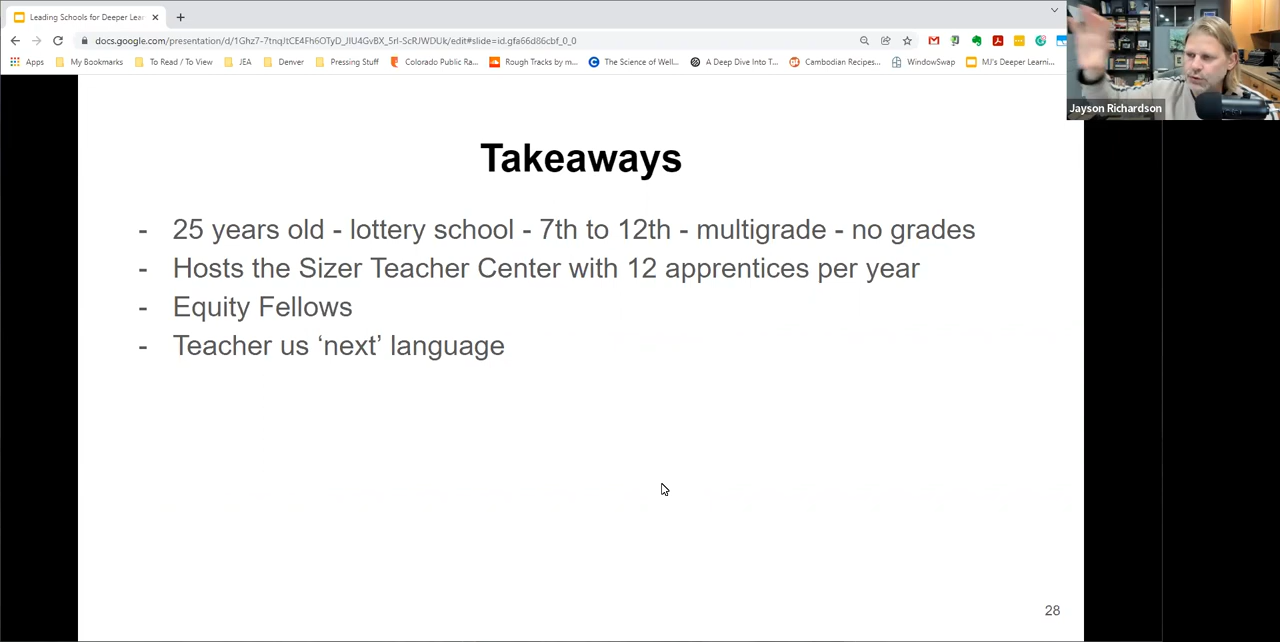 Leading Schools for Deeper Lear
docs.google.com/presentation/d/1Ghz7-7tnqJtCE4Fh6OTyD_JIU4GvBX_5rI-ScRJWDUk/edit#slide=id.gfa66d86cbf_0_0
Apps My Bookmarks To Read / To View JEA Denver Pressing Stuff Colorado Public Ra... Rough Tracks by m... The Science of Well... A Deep Dive Into T... Cambodian Recipes... WindowSwap MJ's Deeper Learni...
Jayson Richardson
Takeaways
- 25 years old - lottery school - 7th to 12th - multigrade - no grades
- Hosts the Sizer Teacher Center with 12 apprentices per year
- Equity Fellows
- Teacher us ‘next’ language
28